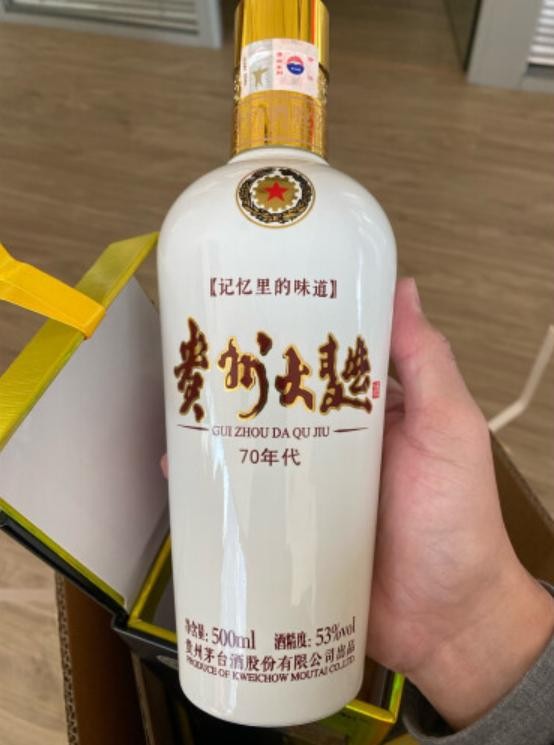 【记忆里的味道】
贵州大麯
GUI ZHOU DA QU JIU
70年代
净含量: 500ml 酒精度: 53%vol
贵州茅台酒股份有限公司出品
PRODUCE OF KWEICHOW MOUTAI CO.,LTD.